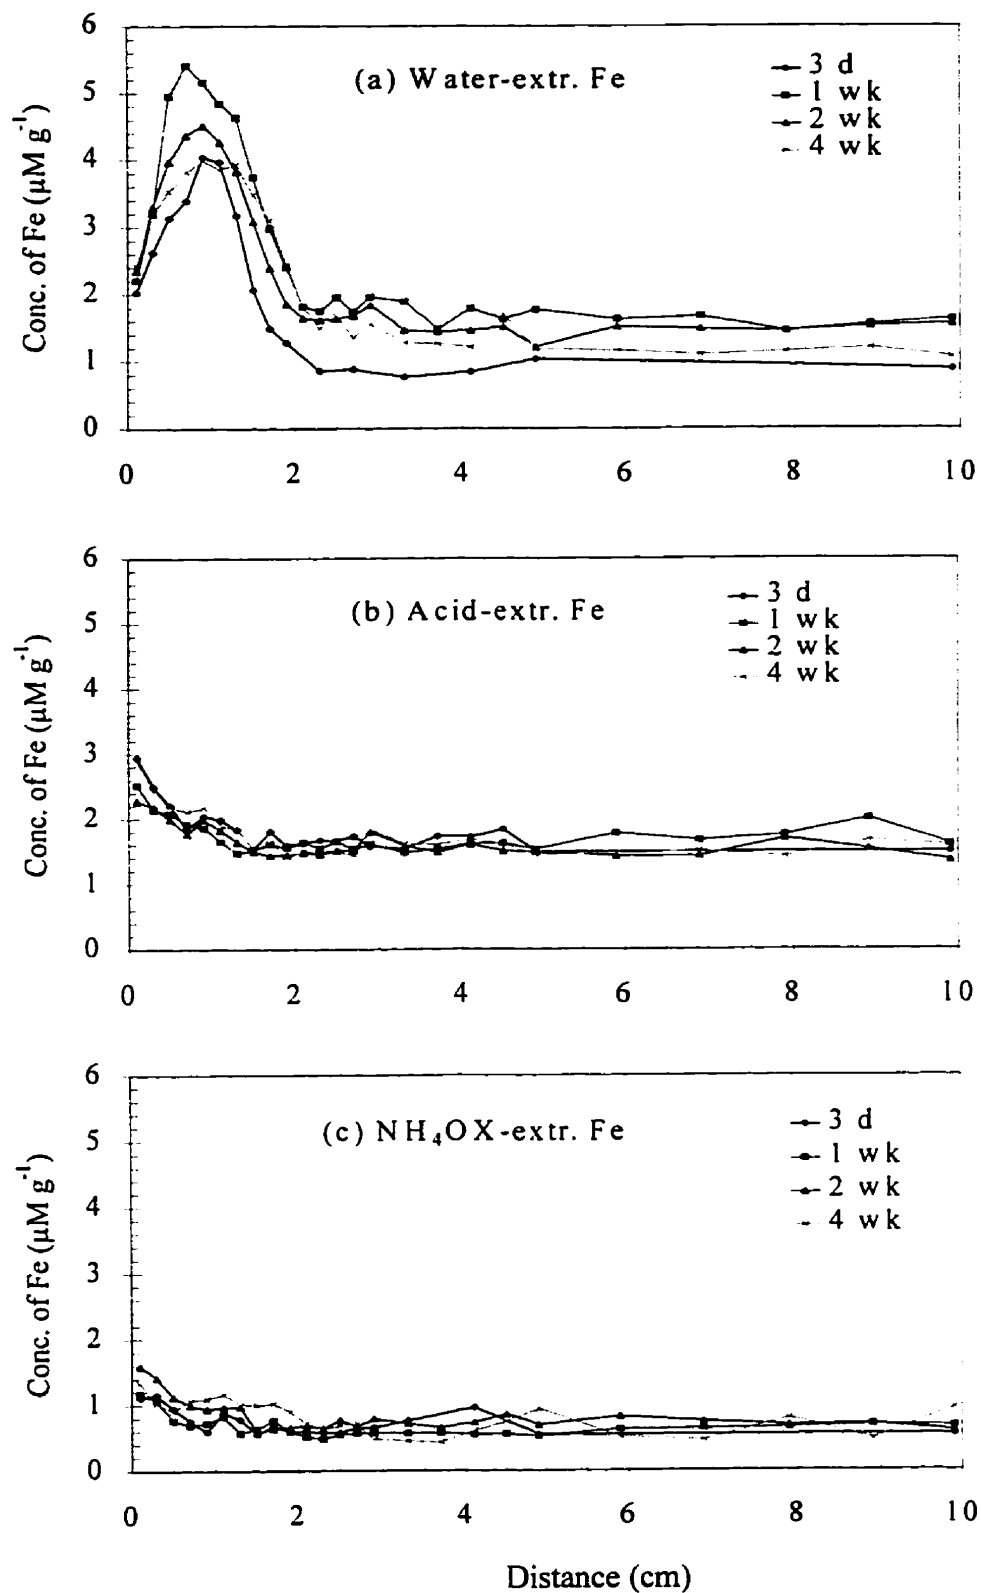 6
(a) Water-extr. Fe
3 d
1 wk
2 wk
4 wk
5
4
3
2
1
0
Conc. of Fe (μM g⁻¹)
0 2 4 6 8 10
6
(b) Acid-extr. Fe
3 d
1 wk
2 wk
4 wk
5
4
3
2
1
0
Conc. of Fe (μM g⁻¹)
0 2 4 6 8 10
6
(c) NH₄OX-extr. Fe
3 d
1 wk
2 wk
4 wk
5
4
3
2
1
0
Conc. of Fe (μM g⁻¹)
0 2 4 6 8 10
Distance (cm)